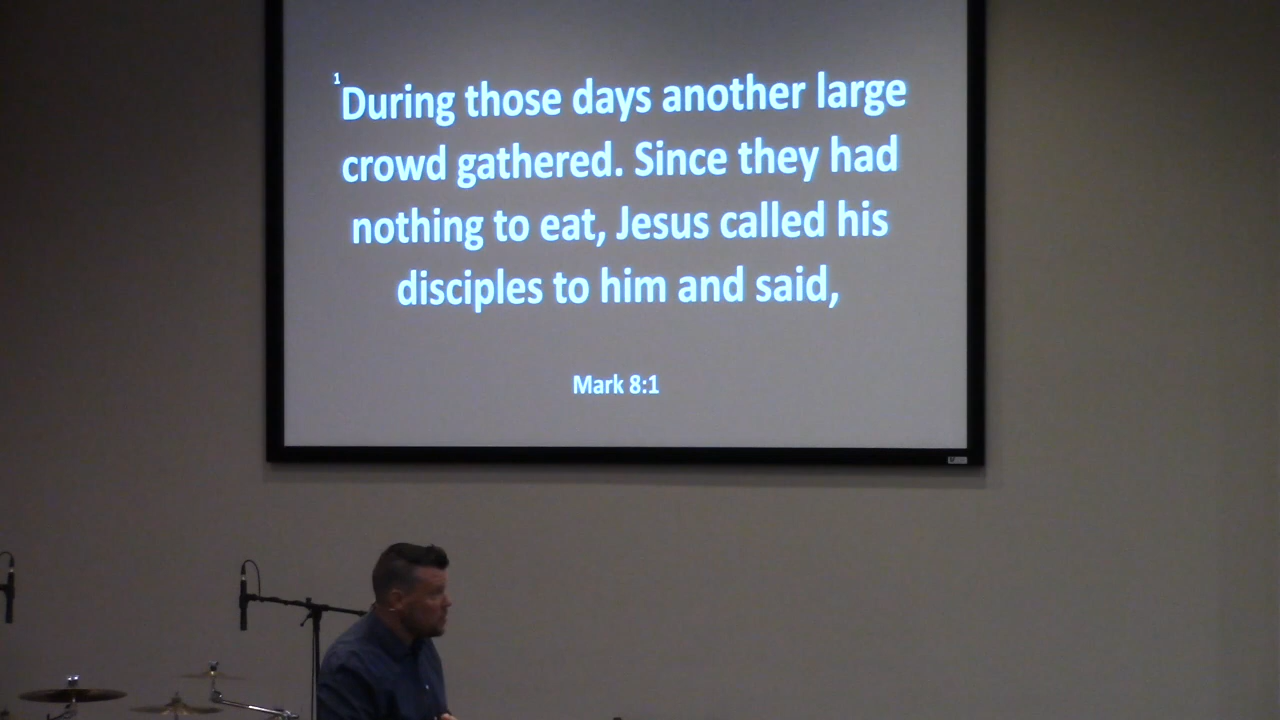 1During those days another large
crowd gathered. Since they had
nothing to eat, Jesus called his
disciples to him and said,
Mark 8:1